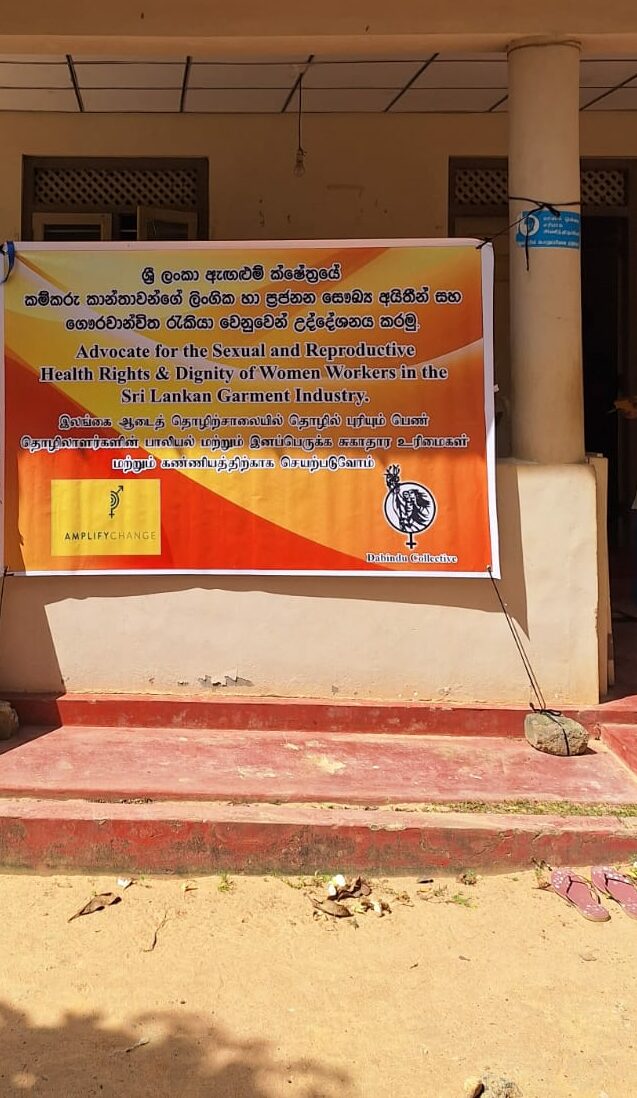 ශ්‍රී ලංකා ඇඟළුම් ක්ෂේත්‍රයේ
කම්කරු කාන්තාවන්ගේ ලිංගික හා ප්‍රජනන සෞඛ්‍ය අයිතීන් සහ
ගෞරවාන්විත රැකියා වෙනුවෙන් උද්දේශනය කරමු.
Advocate for the Sexual and Reproductive
Health Rights & Dignity of Women Workers in the
Sri Lankan Garment Industry.
இலங்கை ஆடைத் தொழிற்சாலையில் தொழில் புரியும் பெண்
தொழிலாளர்களின் பாலியல் மற்றும் இனப்பெருக்க சுகாதார உரிமைகள்
மற்றும் கண்ணியத்திற்காக செயற்படுவோம்
AMPLIFYCHANGE
Dabindu Collective